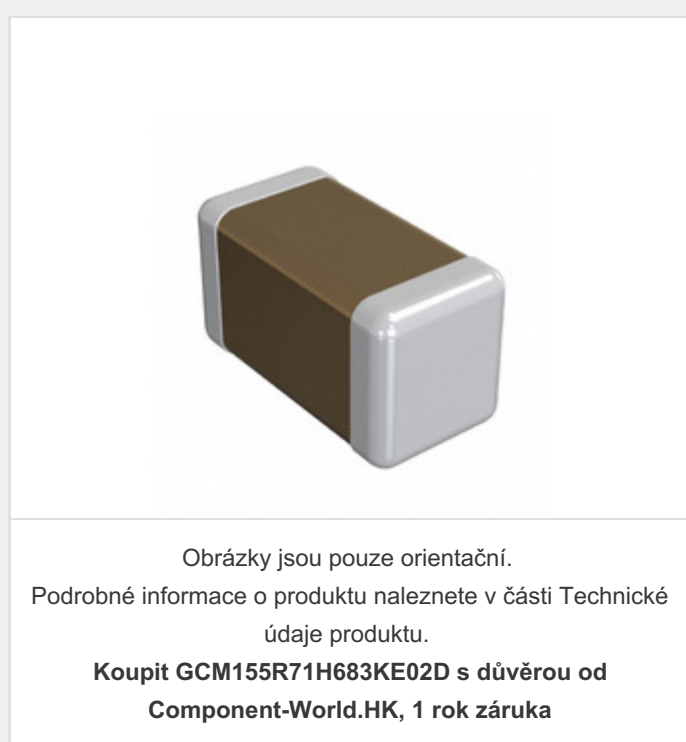 Obrázky jsou pouze orientační.
Podrobné informace o produktu naleznete v části Technické
údaje produktu.
Koupit GCM155R71H683KE02D s důvěrou od
Component-World.HK, 1 rok záruka